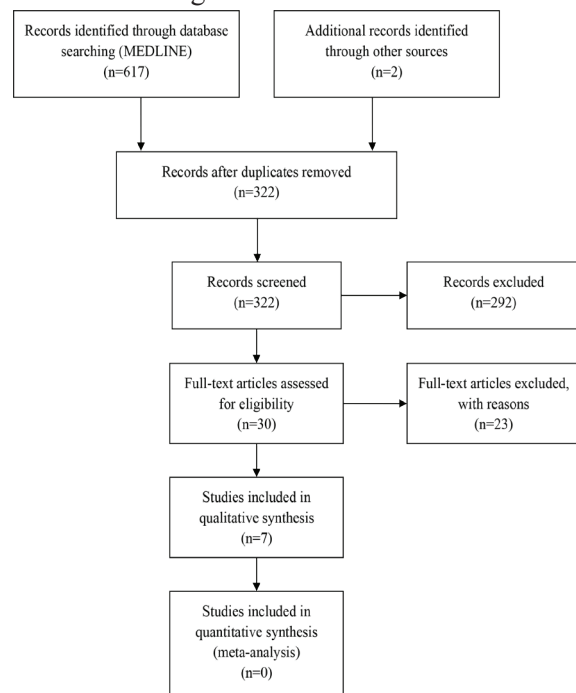 Records identified through database
searching (MEDLINE)
(n=617)
Additional records identified
through other sources
(n=2)
Records after duplicates removed
(n=322)
Records screened
(n=322)
Records excluded
(n=292)
Full-text articles assessed
for eligibility
(n=30)
Full-text articles excluded,
with reasons
(n=23)
Studies included in
qualitative synthesis
(n=7)
Studies included in
quantitative synthesis
(meta-analysis)
(n=0)